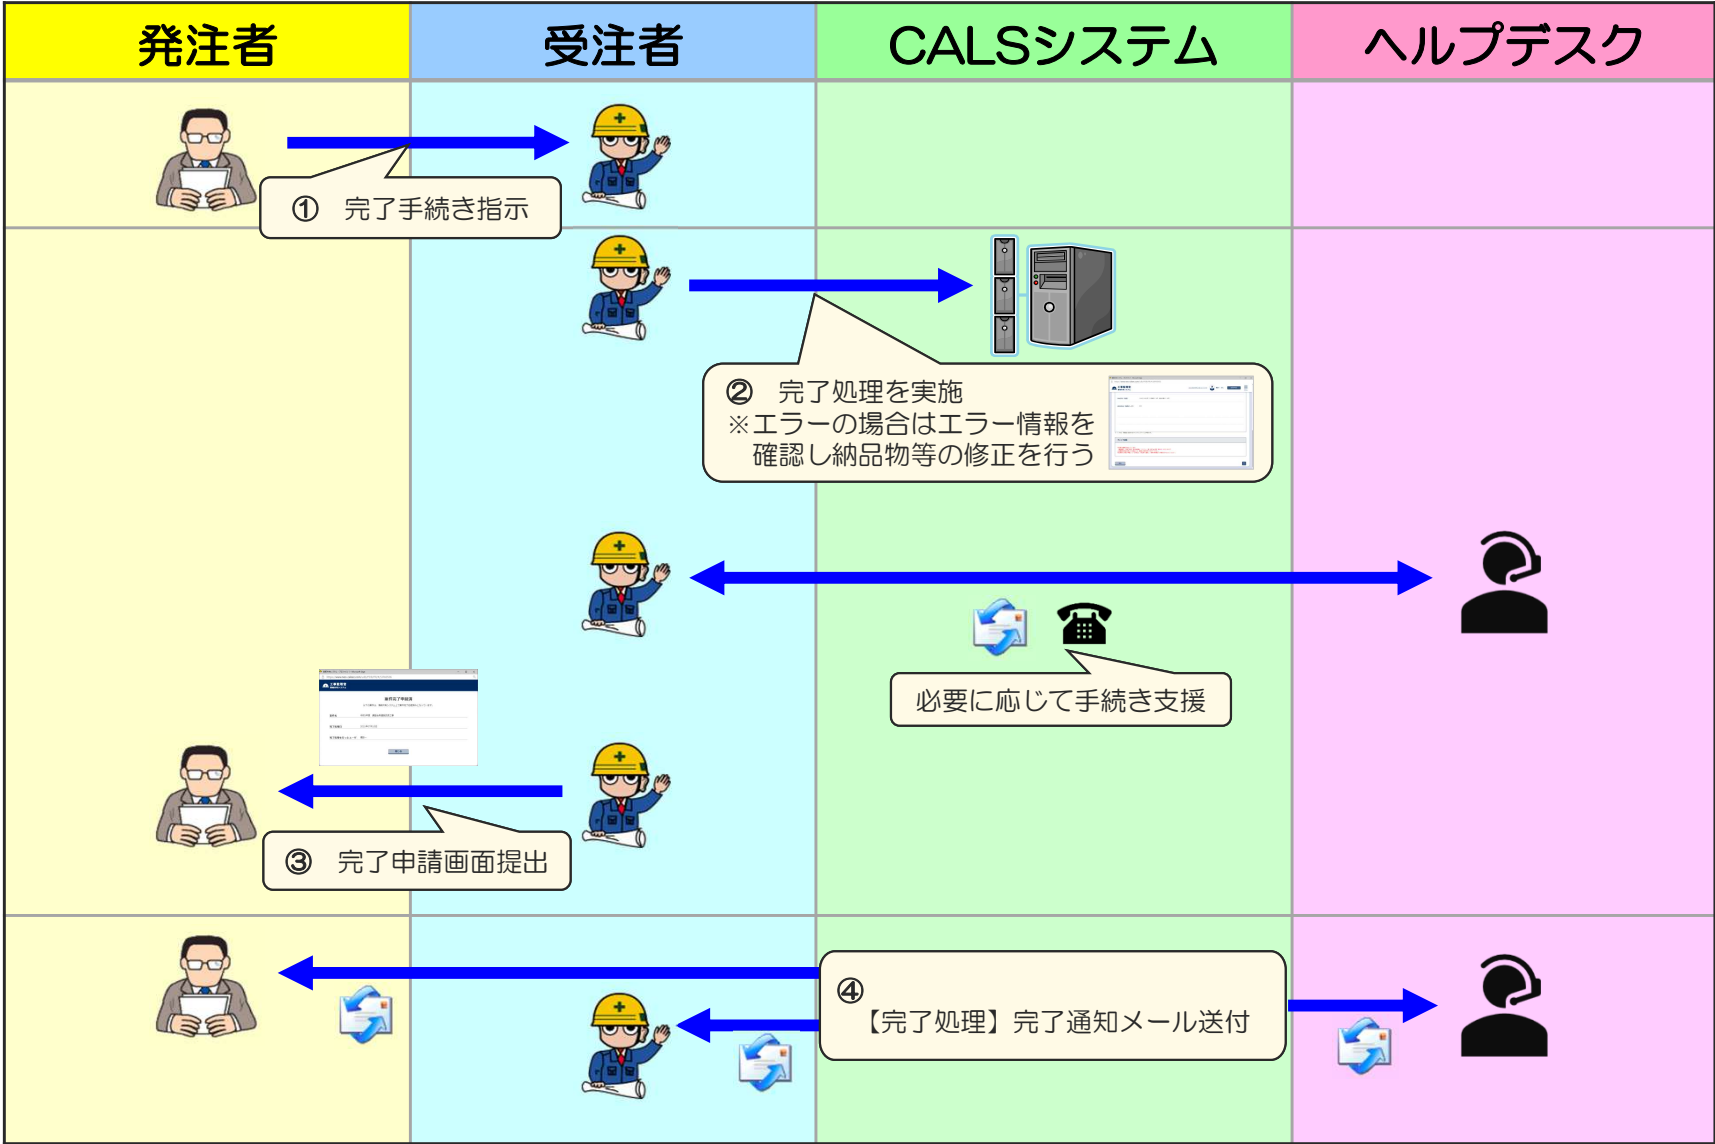 発注者
受注者
CALSシステム
ヘルプデスク
① 完了手続き指示
② 完了処理を実施
※エラーの場合はエラー情報を
確認し納品物等の修正を行う
必要に応じて手続き支援
③ 完了申請画面提出
④
【完了処理】完了通知メール送付